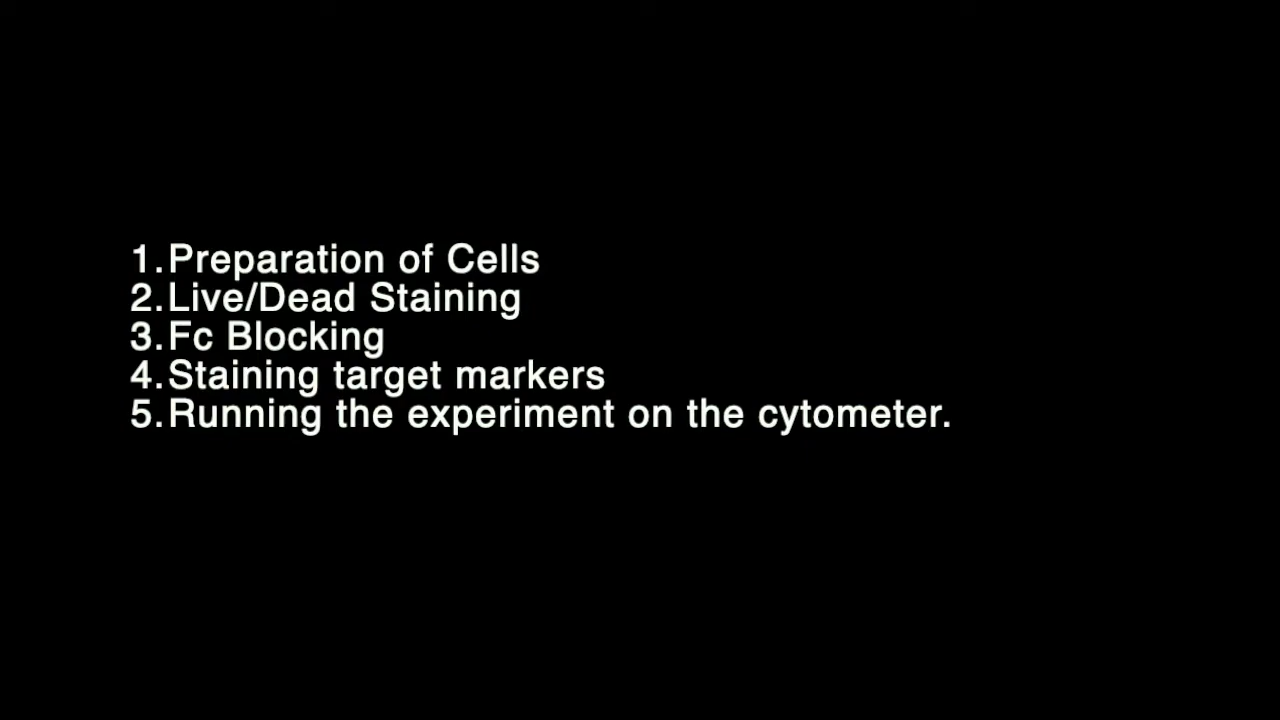 1.Preparation of Cells
2.Live/Dead Staining
3.Fc Blocking
4.Staining target markers
5.Running the experiment on the cytometer.